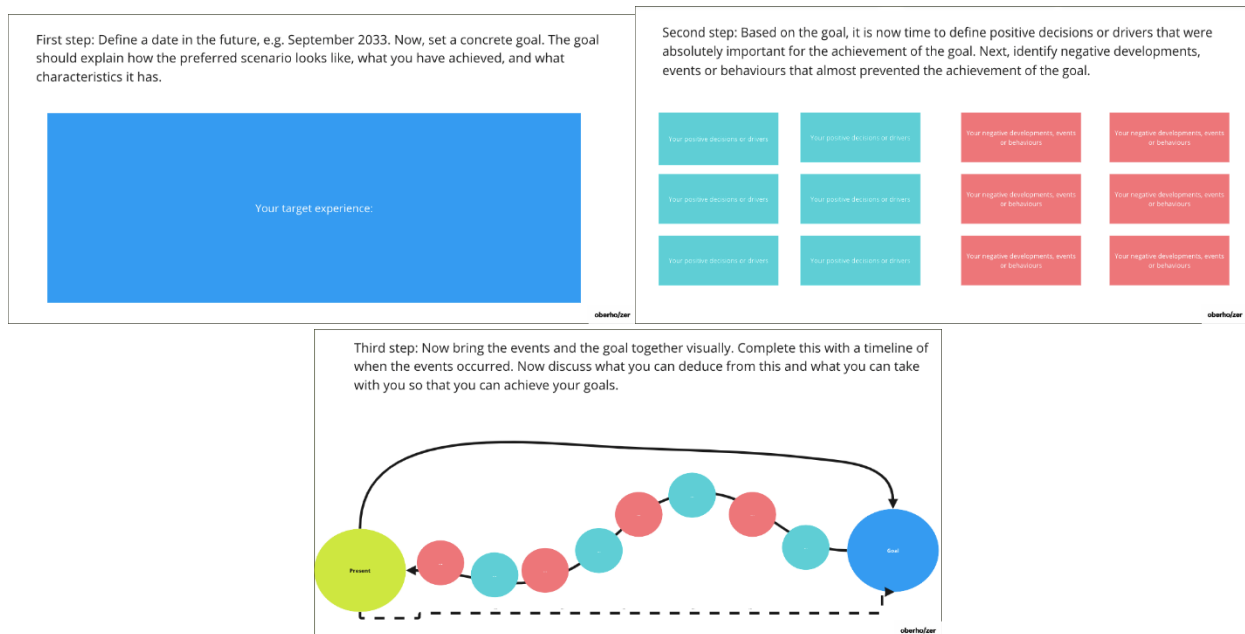 First step: Define a date in the future, e.g. September 2033. Now, set a concrete goal. The goal
should explain how the preferred scenario looks like, what you have achieved, and what
characteristics it has.
Your target experience:
oberholzer
Second step: Based on the goal, it is now time to define positive decisions or drivers that were
absolutely important for the achievement of the goal. Next, identify negative developments,
events or behaviours that almost prevented the achievement of the goal.
Your positive decisions or drivers
Your positive decisions or drivers
Your negative developments, events
or behaviours
Your negative developments, events
or behaviours
Your positive decisions or drivers
Your positive decisions or drivers
Your negative developments, events
or behaviours
Your negative developments, events
or behaviours
Your positive decisions or drivers
Your positive decisions or drivers
Your negative developments, events
or behaviours
Your negative developments, events
or behaviours
oberholzer
Third step: Now bring the events and the goal together visually. Complete this with a timeline of
when the events occurred. Now discuss what you can deduce from this and what you can take
with you so that you can achieve your goals.
Present
...
...
...
...
...
...
...
...
Goal
oberholzer